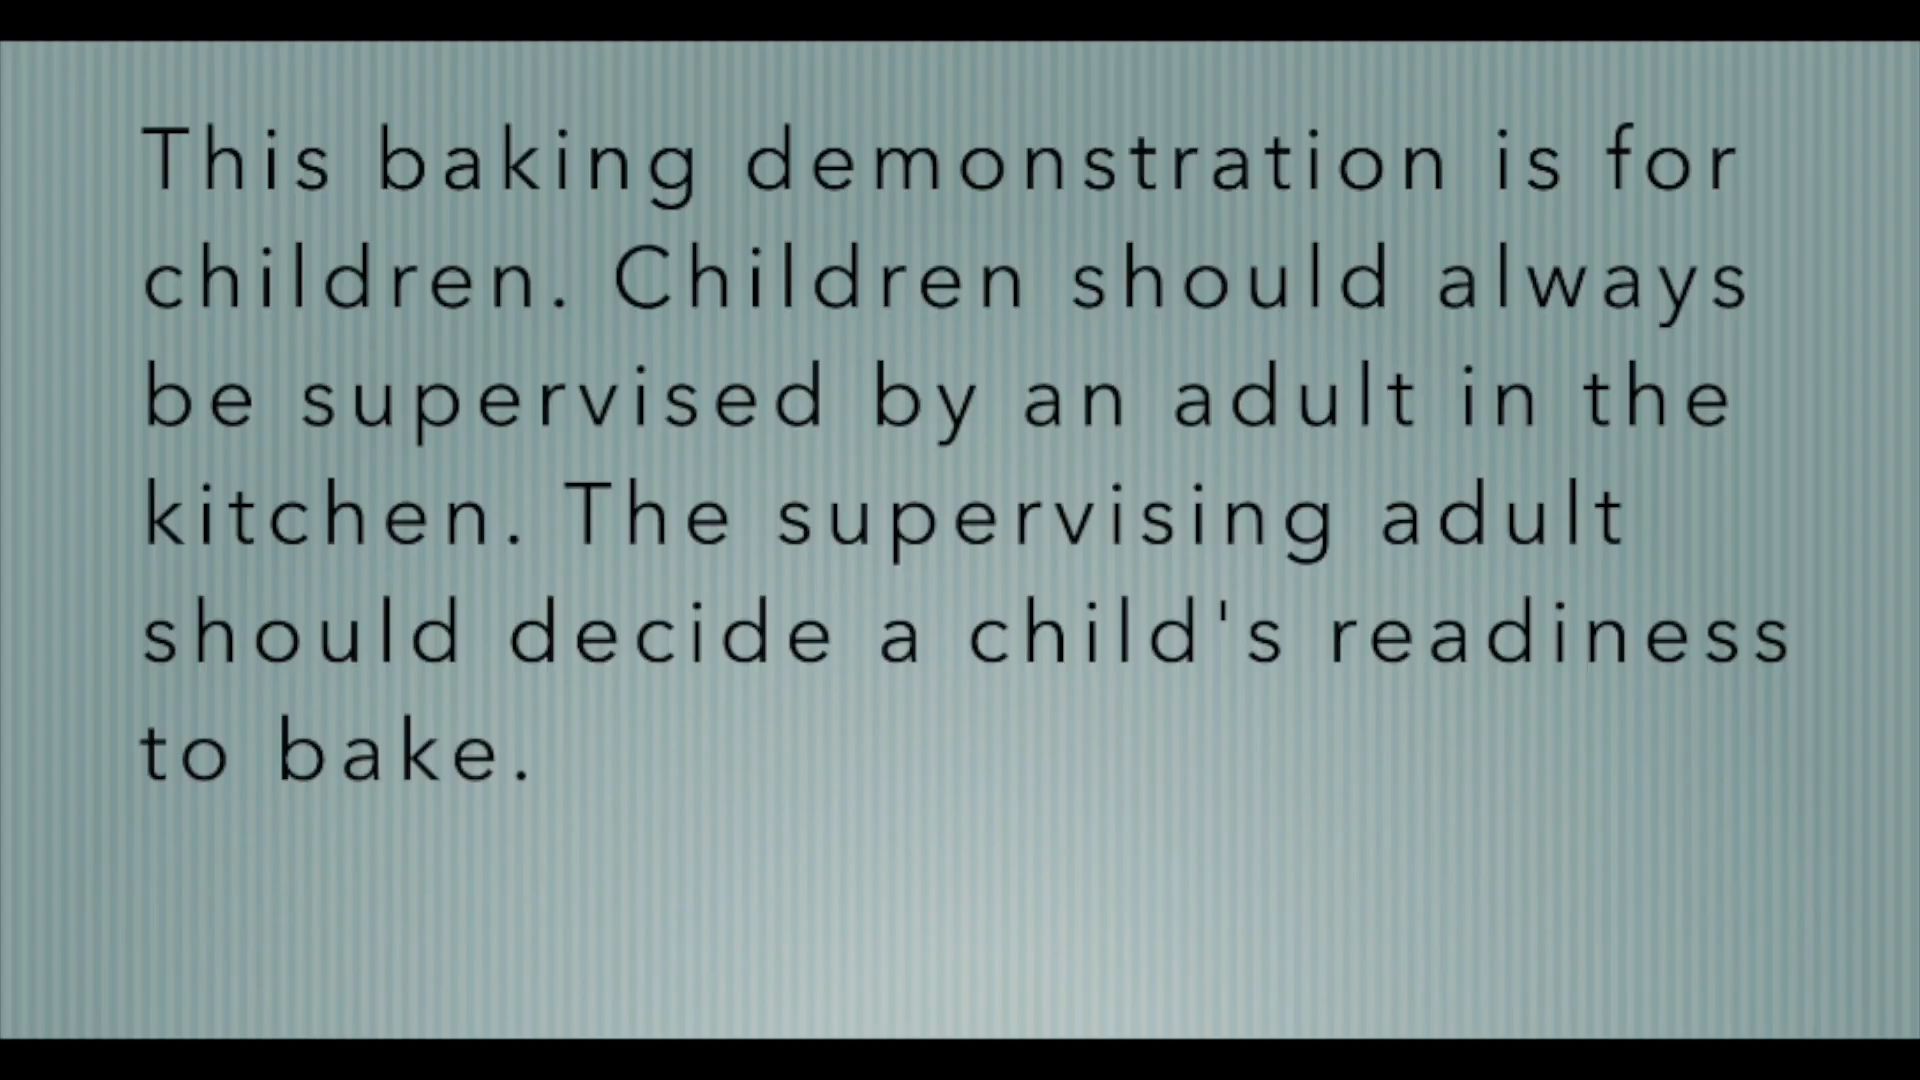 This baking demonstration is for
children. Children should always
be supervised by an adult in the
kitchen. The supervising adult
should decide a child's readiness
to bake.